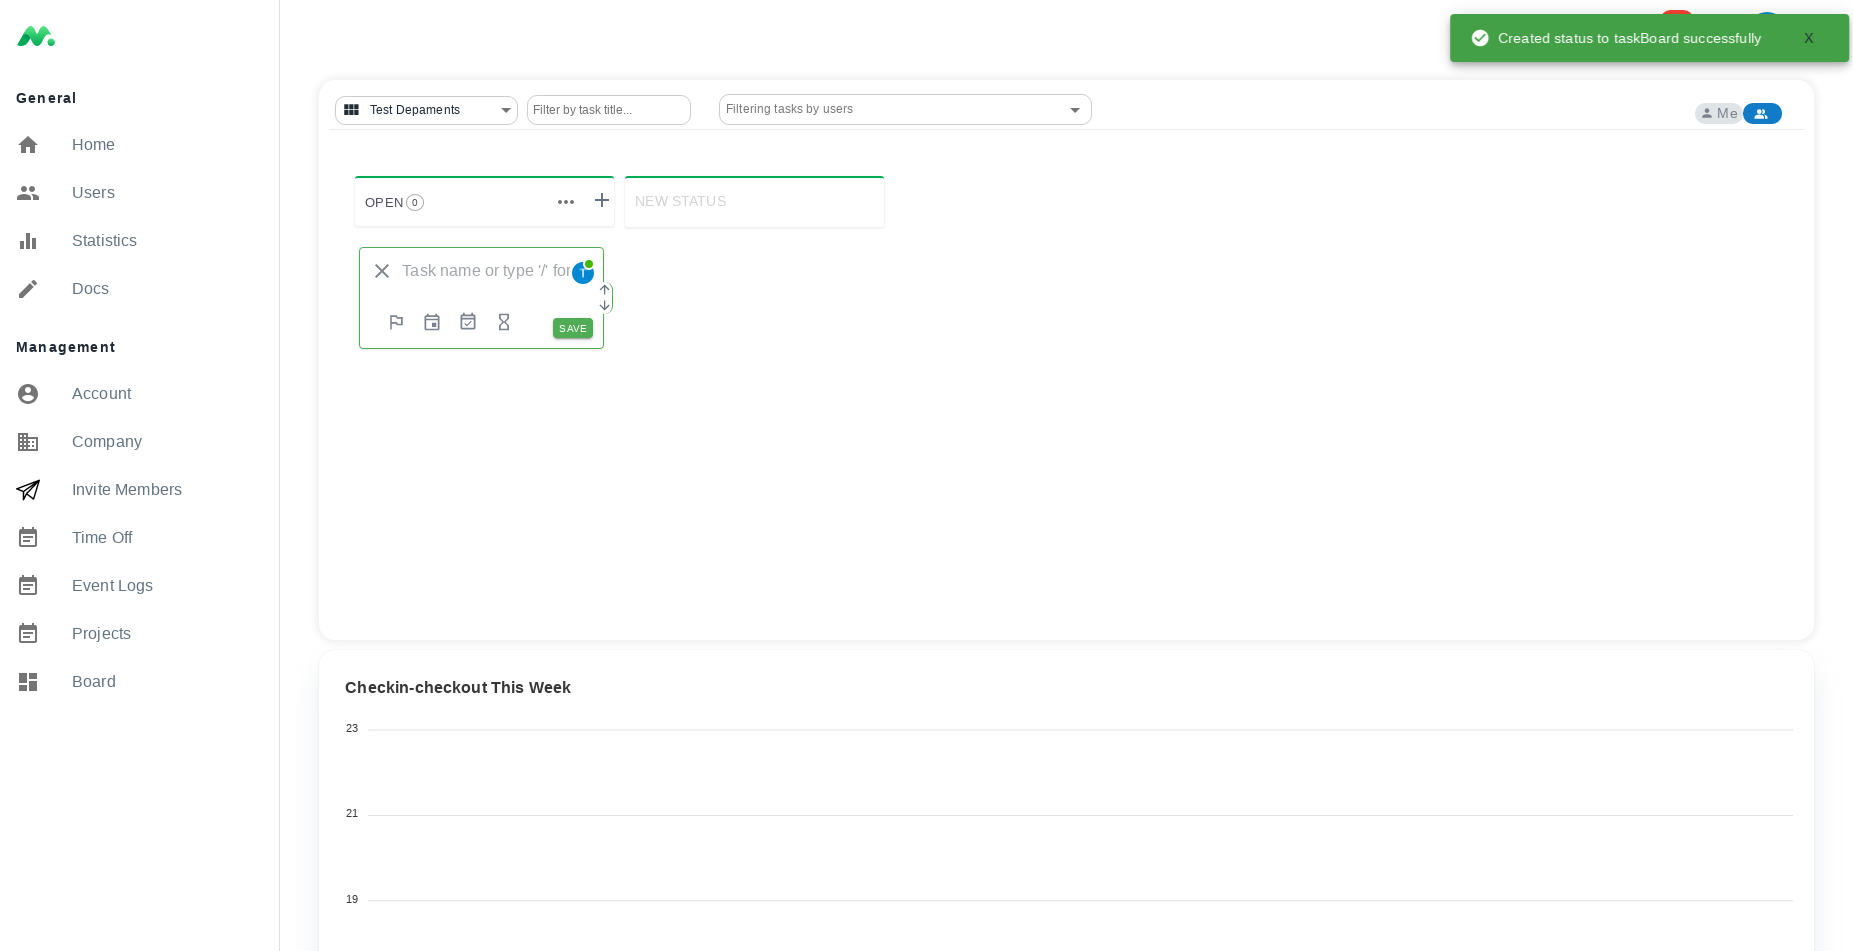 Created status to taskBoard successfully
X
General
Home
Users
Statistics
Docs
Management
Account
Company
Invite Members
Time Off
Event Logs
Projects
Board
Test Depaments
Filter by task title...
Filtering tasks by users
Me
OPEN 0
NEW STATUS
Task name or type '/' for
T
SAVE
Checkin-checkout This Week
23
21
19